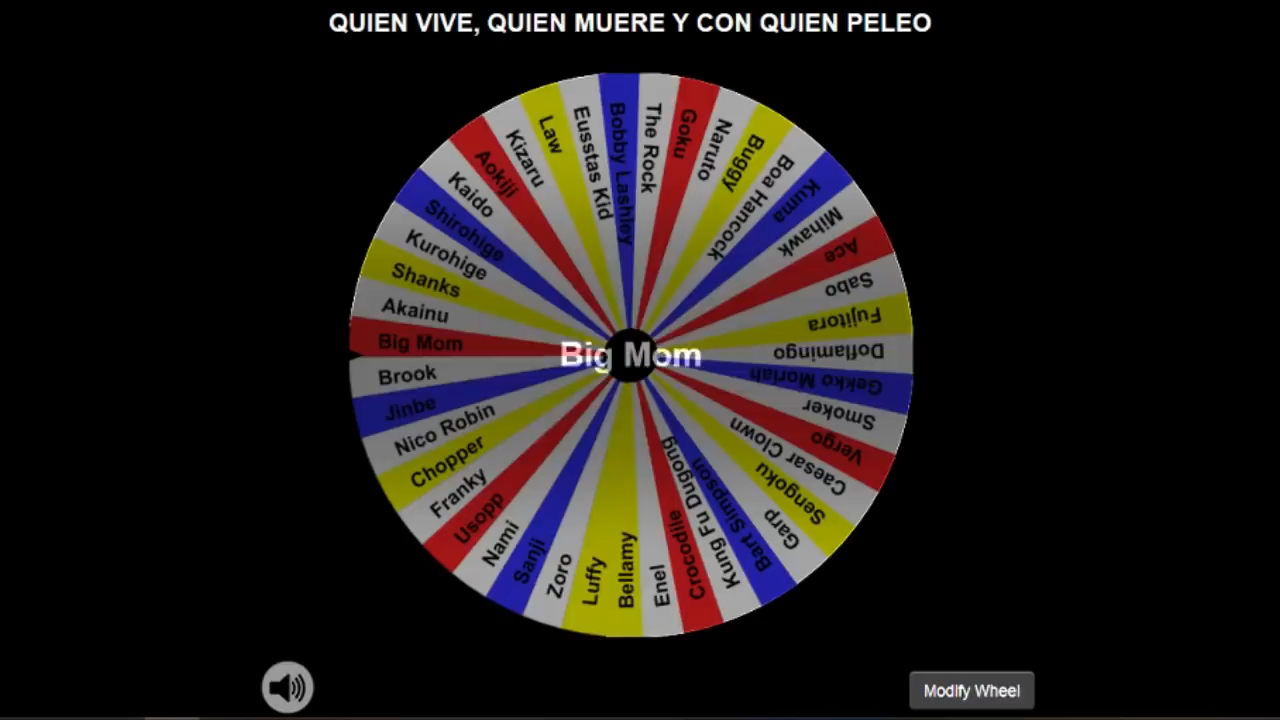 QUIEN VIVE, QUIEN MUERE Y CON QUIEN PELEO
Big Mom
Akainu
Shanks
Kurohige
Shirohige
Kaido
Aokiji
Kizaru
Law
Eusstas Kid
Bobby Lashley
The Rock
Goku
Naruto
Buggy
Boa Hancock
Kuma
Mihawk
Ace
Sabo
Fujitora
Doflamingo
Gekko Moriah
Smoker
Vergo
Caesar Clown
Sengoku
Garp
Bart Simpson
Kung Fu Dugong
Crocodile
Enel
Bellamy
Luffy
Zoro
Sanji
Nami
Usopp
Franky
Chopper
Nico Robin
Jinbe
Brook
Big Mom
Modify Wheel